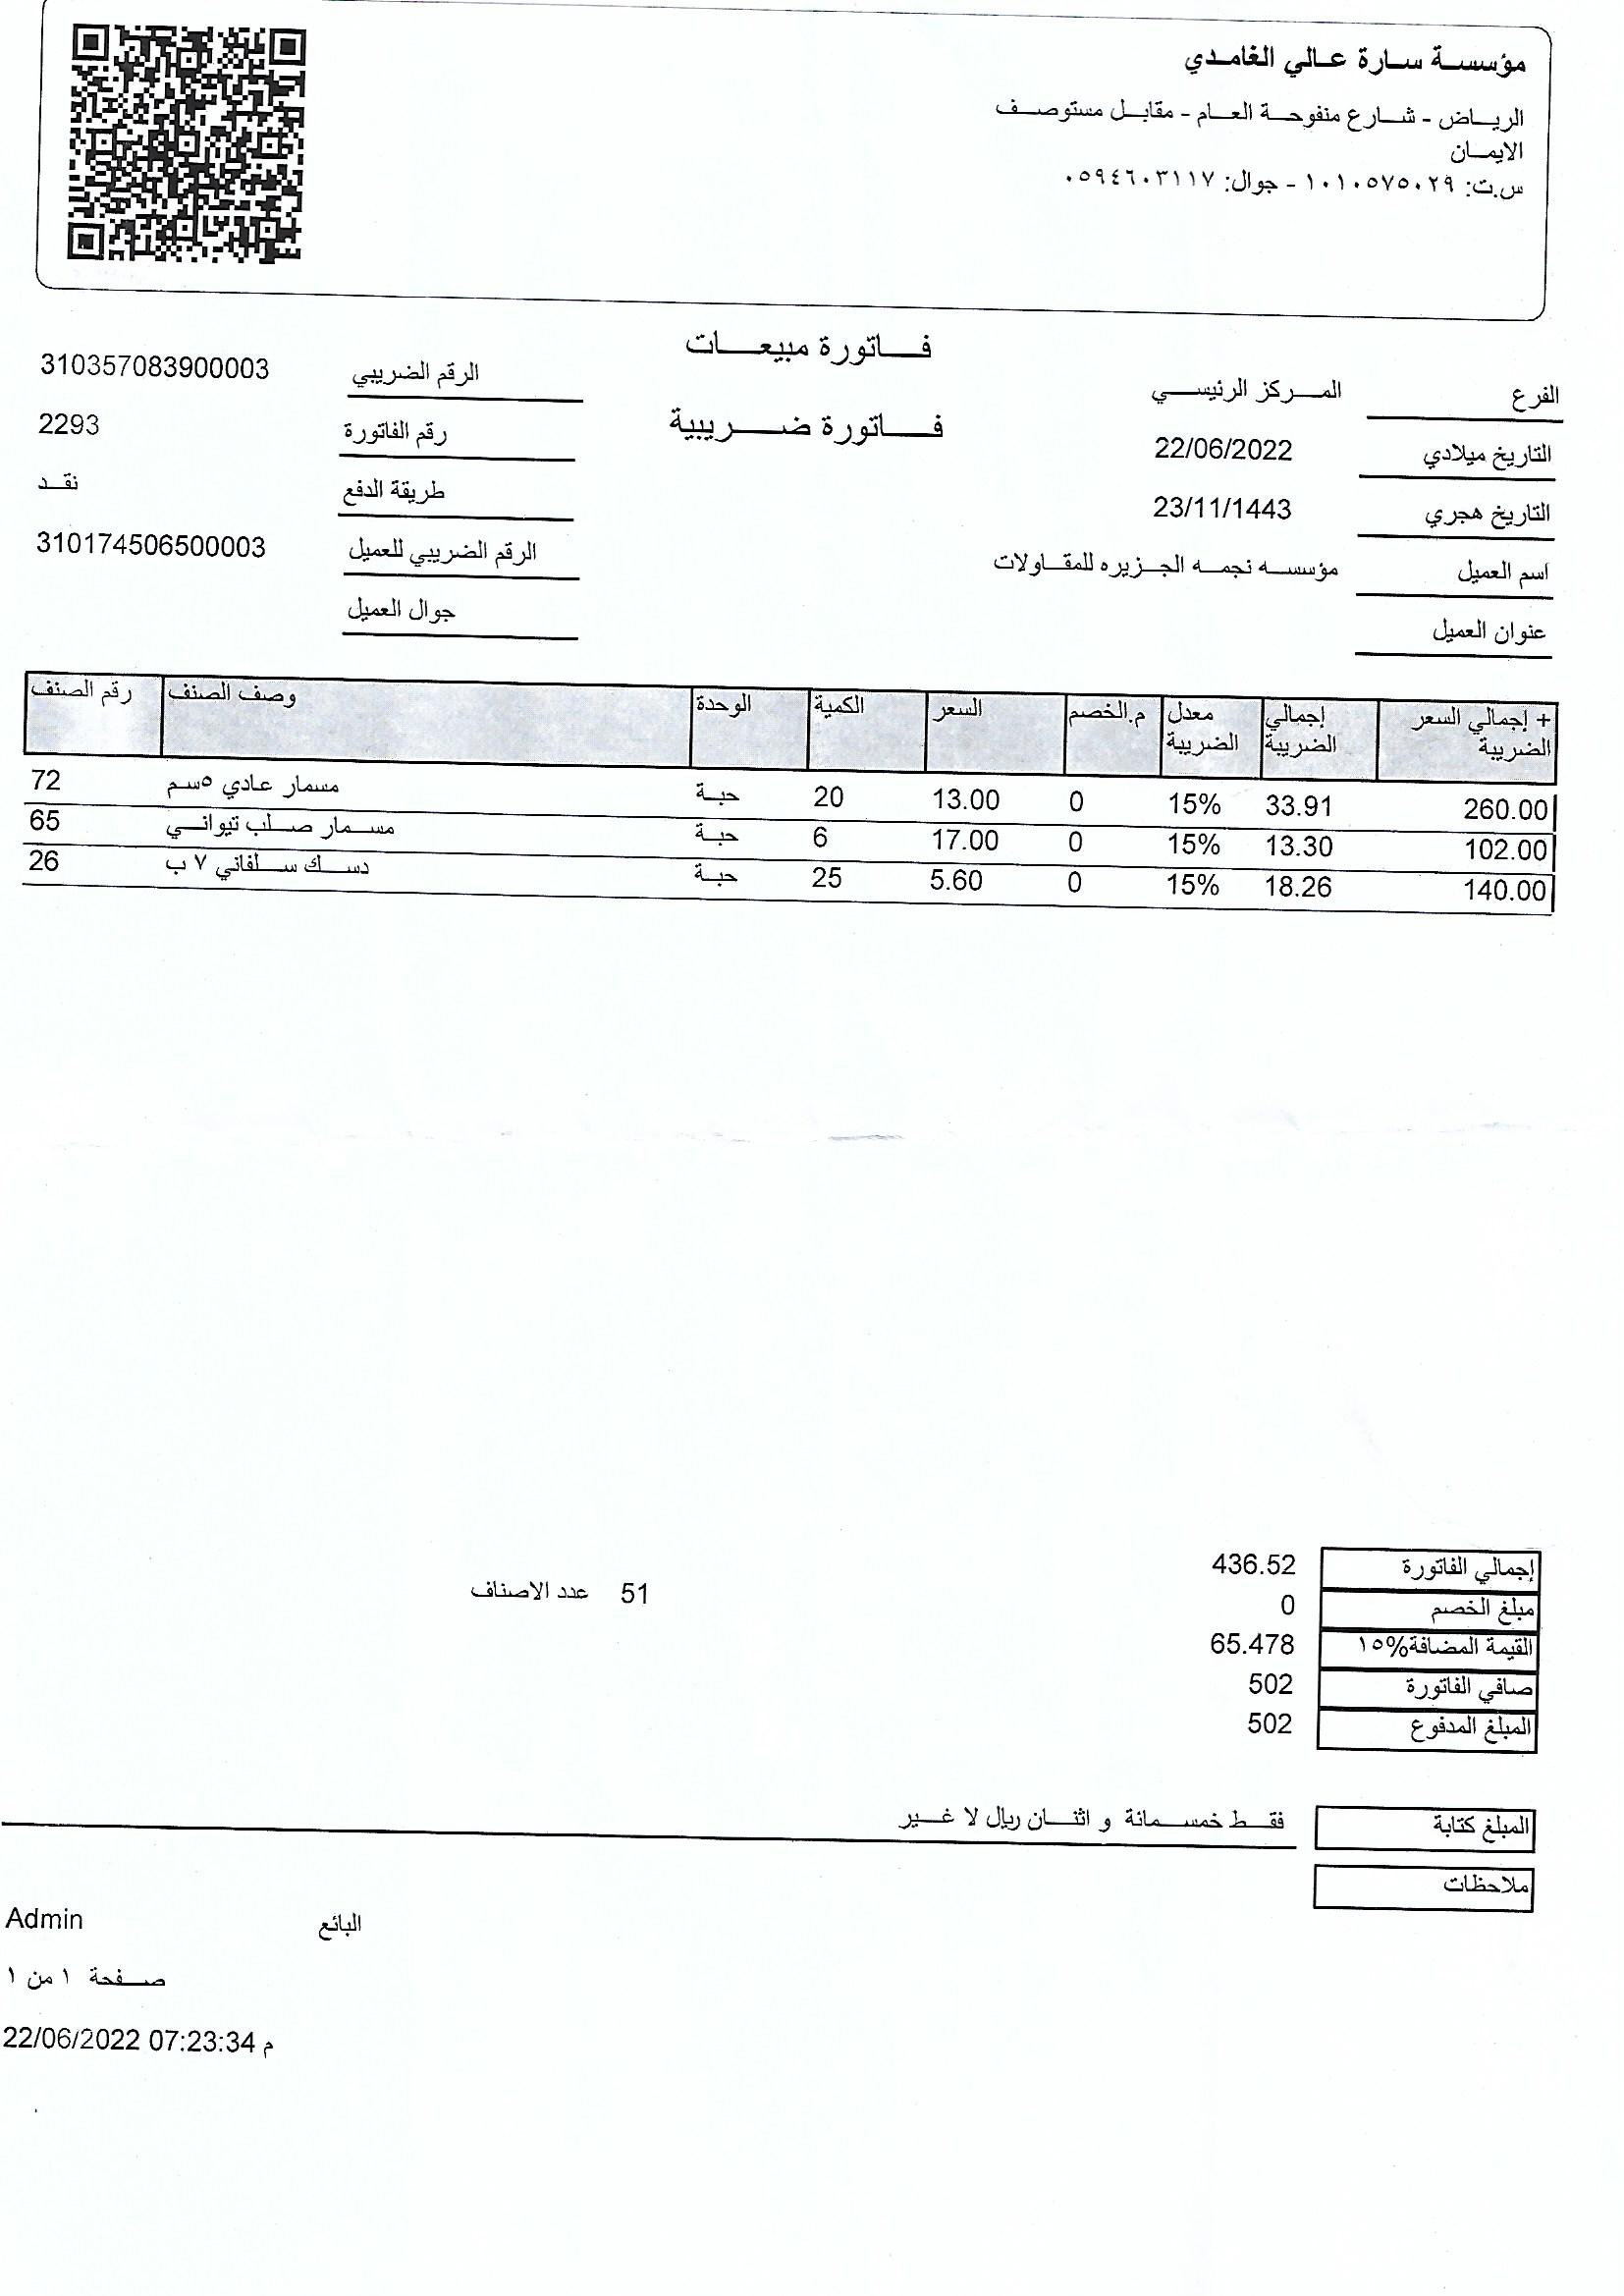 مؤسسة سارة عالي الغامدي
الرياض - شارع منفوحة العام - مقابل مستوصف
الايمان
س.ت: ١٠١٠٥٧٥٠٢٩ - جوال: ٠٥٩٤٦٠٣١١٧
فاتورة مبيعات
فاتورة ضريبية
الفرع المركز الرئيسي
التاريخ ميلادي 22/06/2022
التاريخ هجري 23/11/1443
اسم العميل مؤسسه نجمه الجزيره للمقاولات
عنوان العميل
الرقم الضريبي 310357083900003
رقم الفاتورة 2293
طريقة الدفع نقد
الرقم الضريبي للعميل 310174506500003
جوال العميل
رقم الصنف وصف الصنف الوحدة الكمية السعر م.الخصم معدل الضريبة إجمالي الضريبة إجمالي السعر + الضريبة
72 مسمار عادي ٥سم حبة 20 13.00 0 15% 33.91 260.00
65 مسمار صلب تيواني حبة 6 17.00 0 15% 13.30 102.00
26 دسك سلفاني ٧ ب حبة 25 5.60 0 15% 18.26 140.00
إجمالي الفاتورة 436.52
51 عدد الاصناف
مبلغ الخصم 0
القيمة المضافة%١٥ 65.478
صافي الفاتورة 502
المبلغ المدفوع 502
المبلغ كتابة فقط خمسمائة و اثنان ريال لا غير
ملاحظات
البائع Admin
صفحة ١ من ١
22/06/2022 07:23:34 م